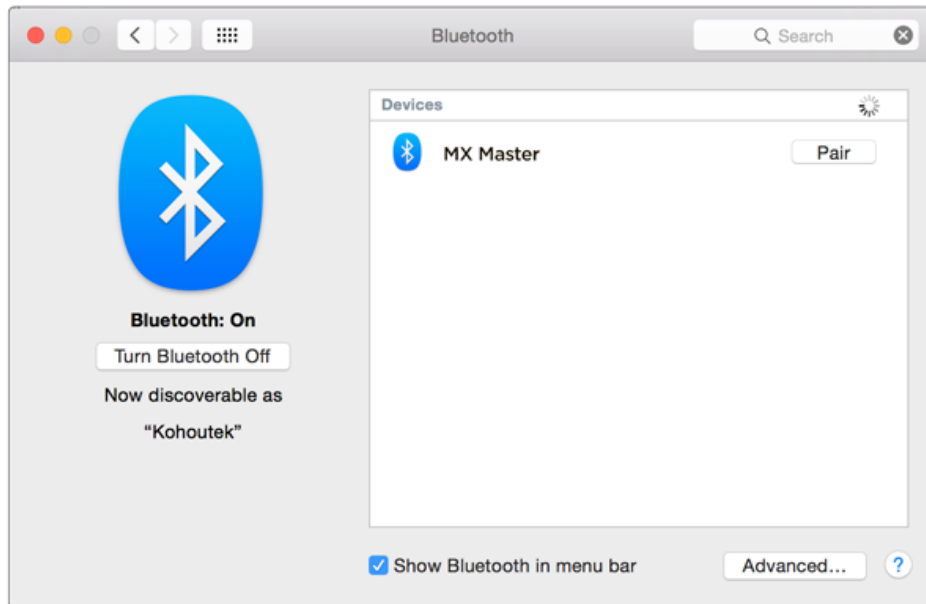 Bluetooth
Search
Devices
MX Master
Pair
Bluetooth: On
Turn Bluetooth Off
Now discoverable as
“Kohoutek”
Show Bluetooth in menu bar
Advanced...
?